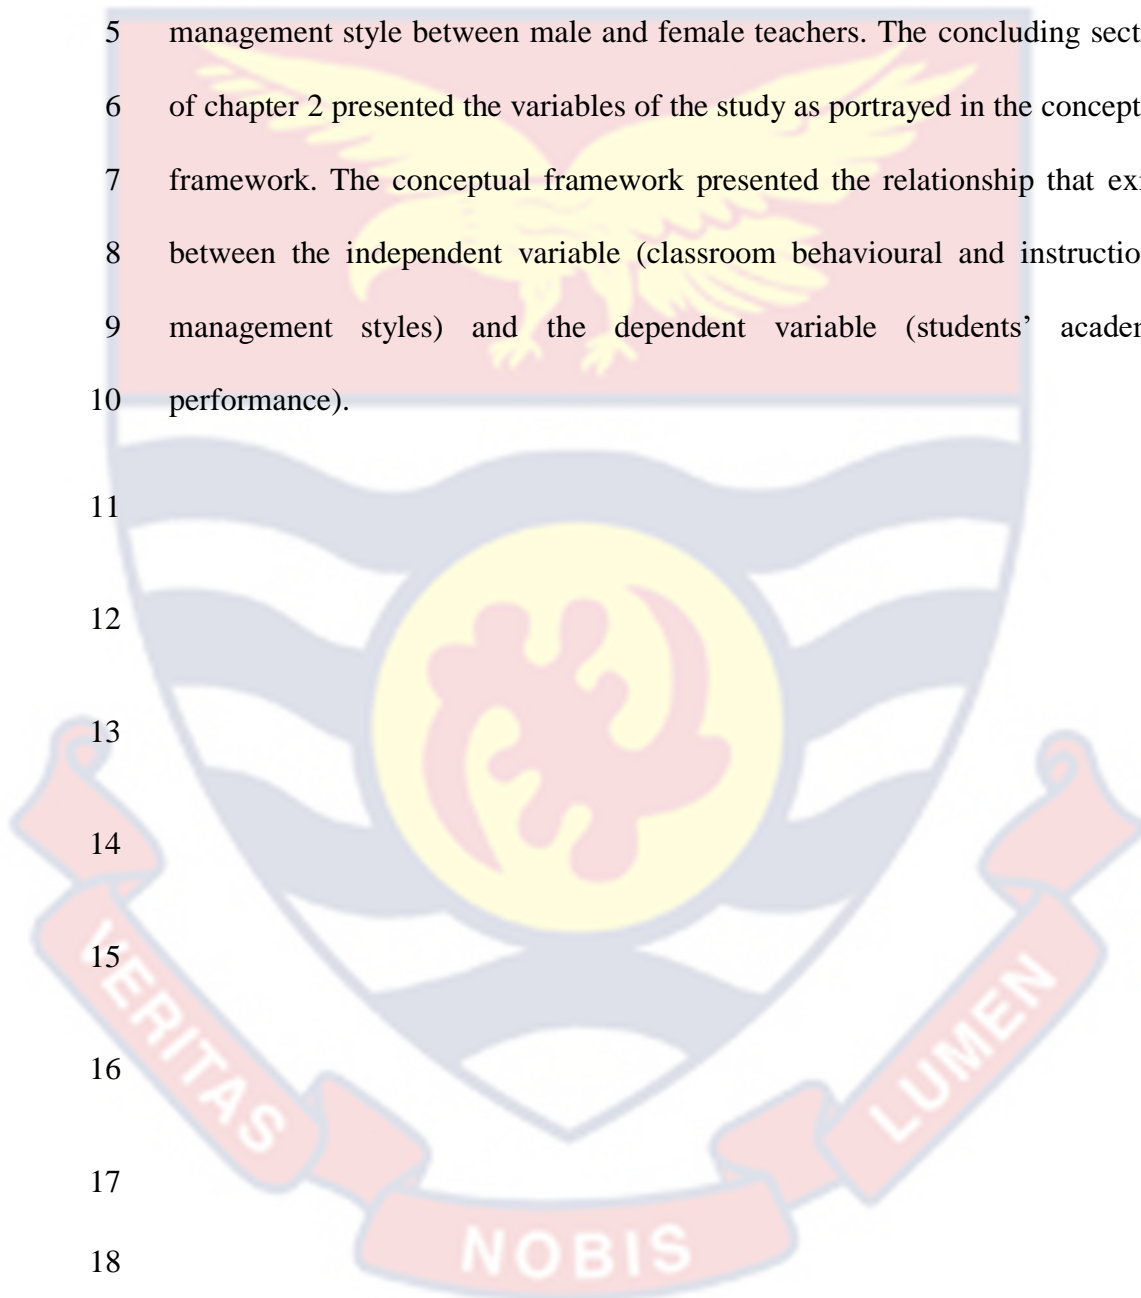 5 management style between male and female teachers. The concluding sect
6 of chapter 2 presented the variables of the study as portrayed in the concept
7 framework. The conceptual framework presented the relationship that exi
8 between the independent variable (classroom behavioural and instruction
9 management styles) and the dependent variable (students’ academ
10 performance).
11
12
13
14
15
16
17
18
VERITAS
NOBIS
LUMEN